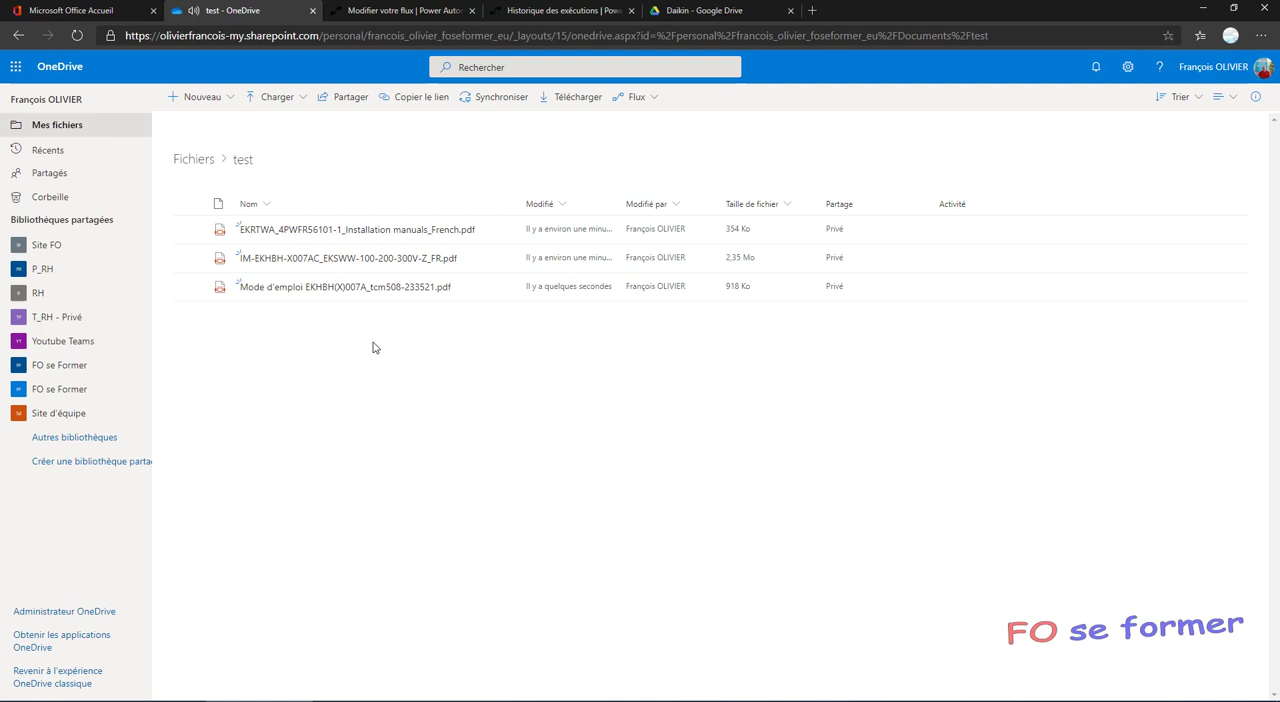 Microsoft Office Accueil
test - OneDrive
Modifier votre flux | Power Autor
Historique des exécutions | Pow
Daikin - Google Drive
https://olivierfrancois-my.sharepoint.com/personal/francois_olivier_foseformer_eu/_layouts/15/onedrive.aspx?id=%2Fpersonal%2Ffrancois_olivier_foseformer_eu%2FDocuments%2Ftest
OneDrive
Rechercher
François OLIVIER
François OLIVIER
Nouveau
Charger
Partager
Copier le lien
Synchroniser
Télécharger
Flux
Trier
Mes fichiers
Récents
Partagés
Corbeille
Bibliothèques partagées
Site FO
P_RH
RH
T_RH - Privé
Youtube Teams
FO se Former
FO se Former
Site d'équipe
Autres bibliothèques
Créer une bibliothèque parta
Administrateur OneDrive
Obtenir les applications
OneDrive
Revenir à l'expérience
OneDrive classique
Fichiers > test
Nom Modifié Modifié par Taille de fichier Partage Activité
EKRTWA_4PWFR56101-1_Installation manuals_French.pdf Il y a environ une minu... François OLIVIER 354 Ko Privé
IM-EKHBH-X007AC_EKSWW-100-200-300V-Z_FR.pdf Il y a environ une minu... François OLIVIER 2,35 Mo Privé
Mode d'emploi EKHBH(X)007A_tcm508-233521.pdf Il y a quelques secondes François OLIVIER 918 Ko Privé
FO se former